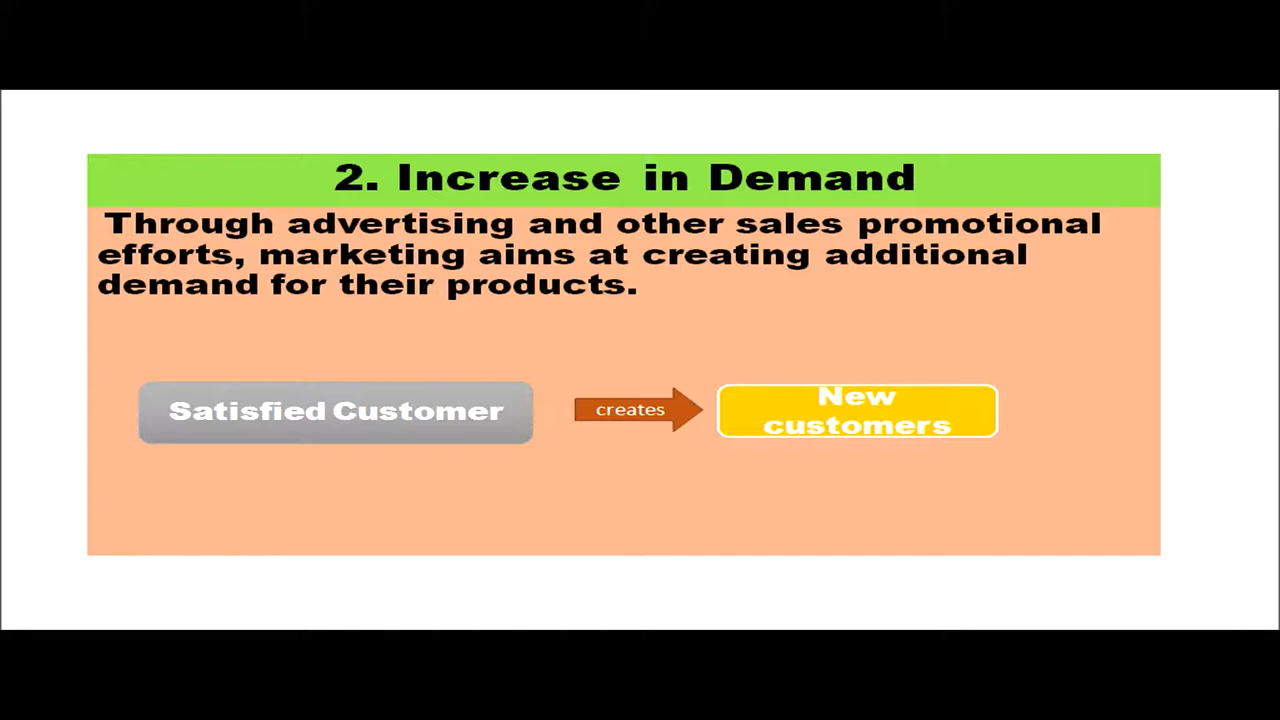 2. Increase in Demand
Through advertising and other sales promotional
efforts, marketing aims at creating additional
demand for their products.
Satisfied Customer
creates
New
customers